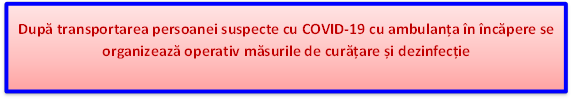 După transportarea persoanei suspecte cu COVID-19 cu ambulanța în încăpere se
organizează operativ măsurile de curățare și dezinfecție